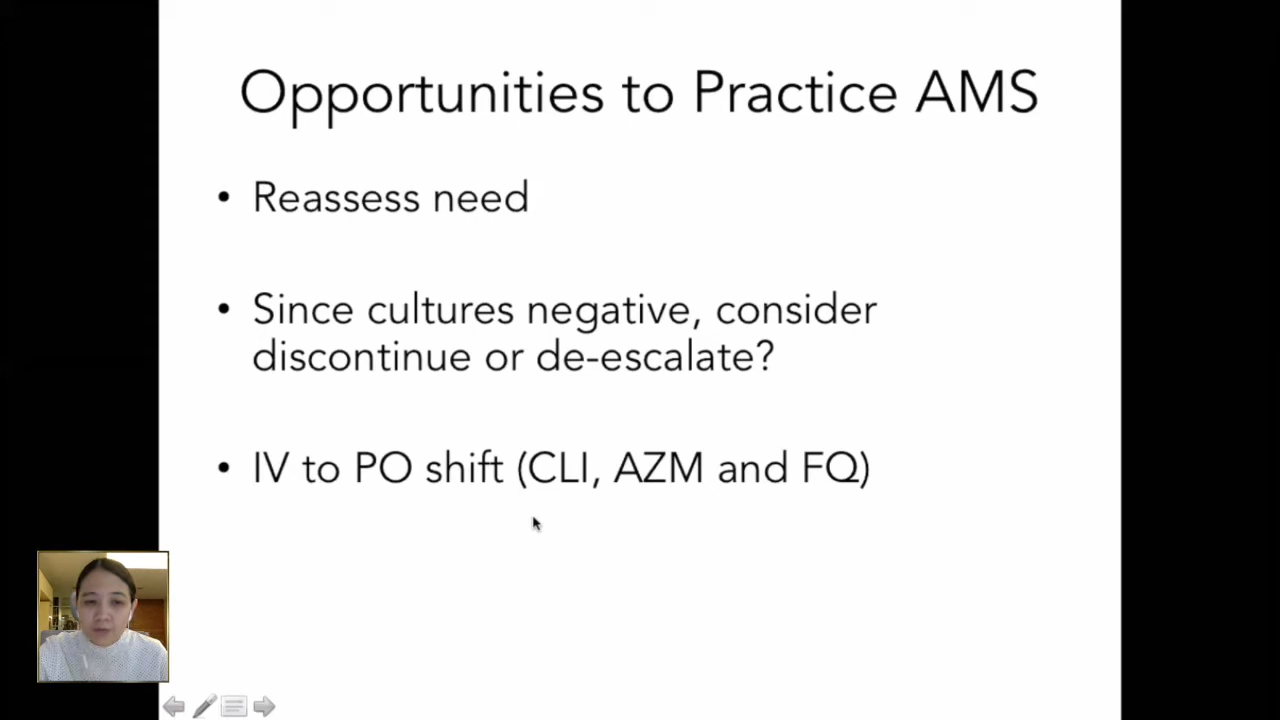 Opportunities to Practice AMS
• Reassess need
• Since cultures negative, consider
discontinue or de-escalate?
• IV to PO shift (CLI, AZM and FQ)